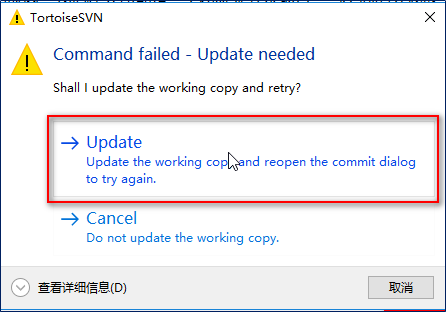 TortoiseSVN
Command failed - Update needed
Shall I update the working copy and retry?
Update
Update the working copy and reopen the commit dialog
to try again.
Cancel
Do not update the working copy.
查看详细信息(D)
取消